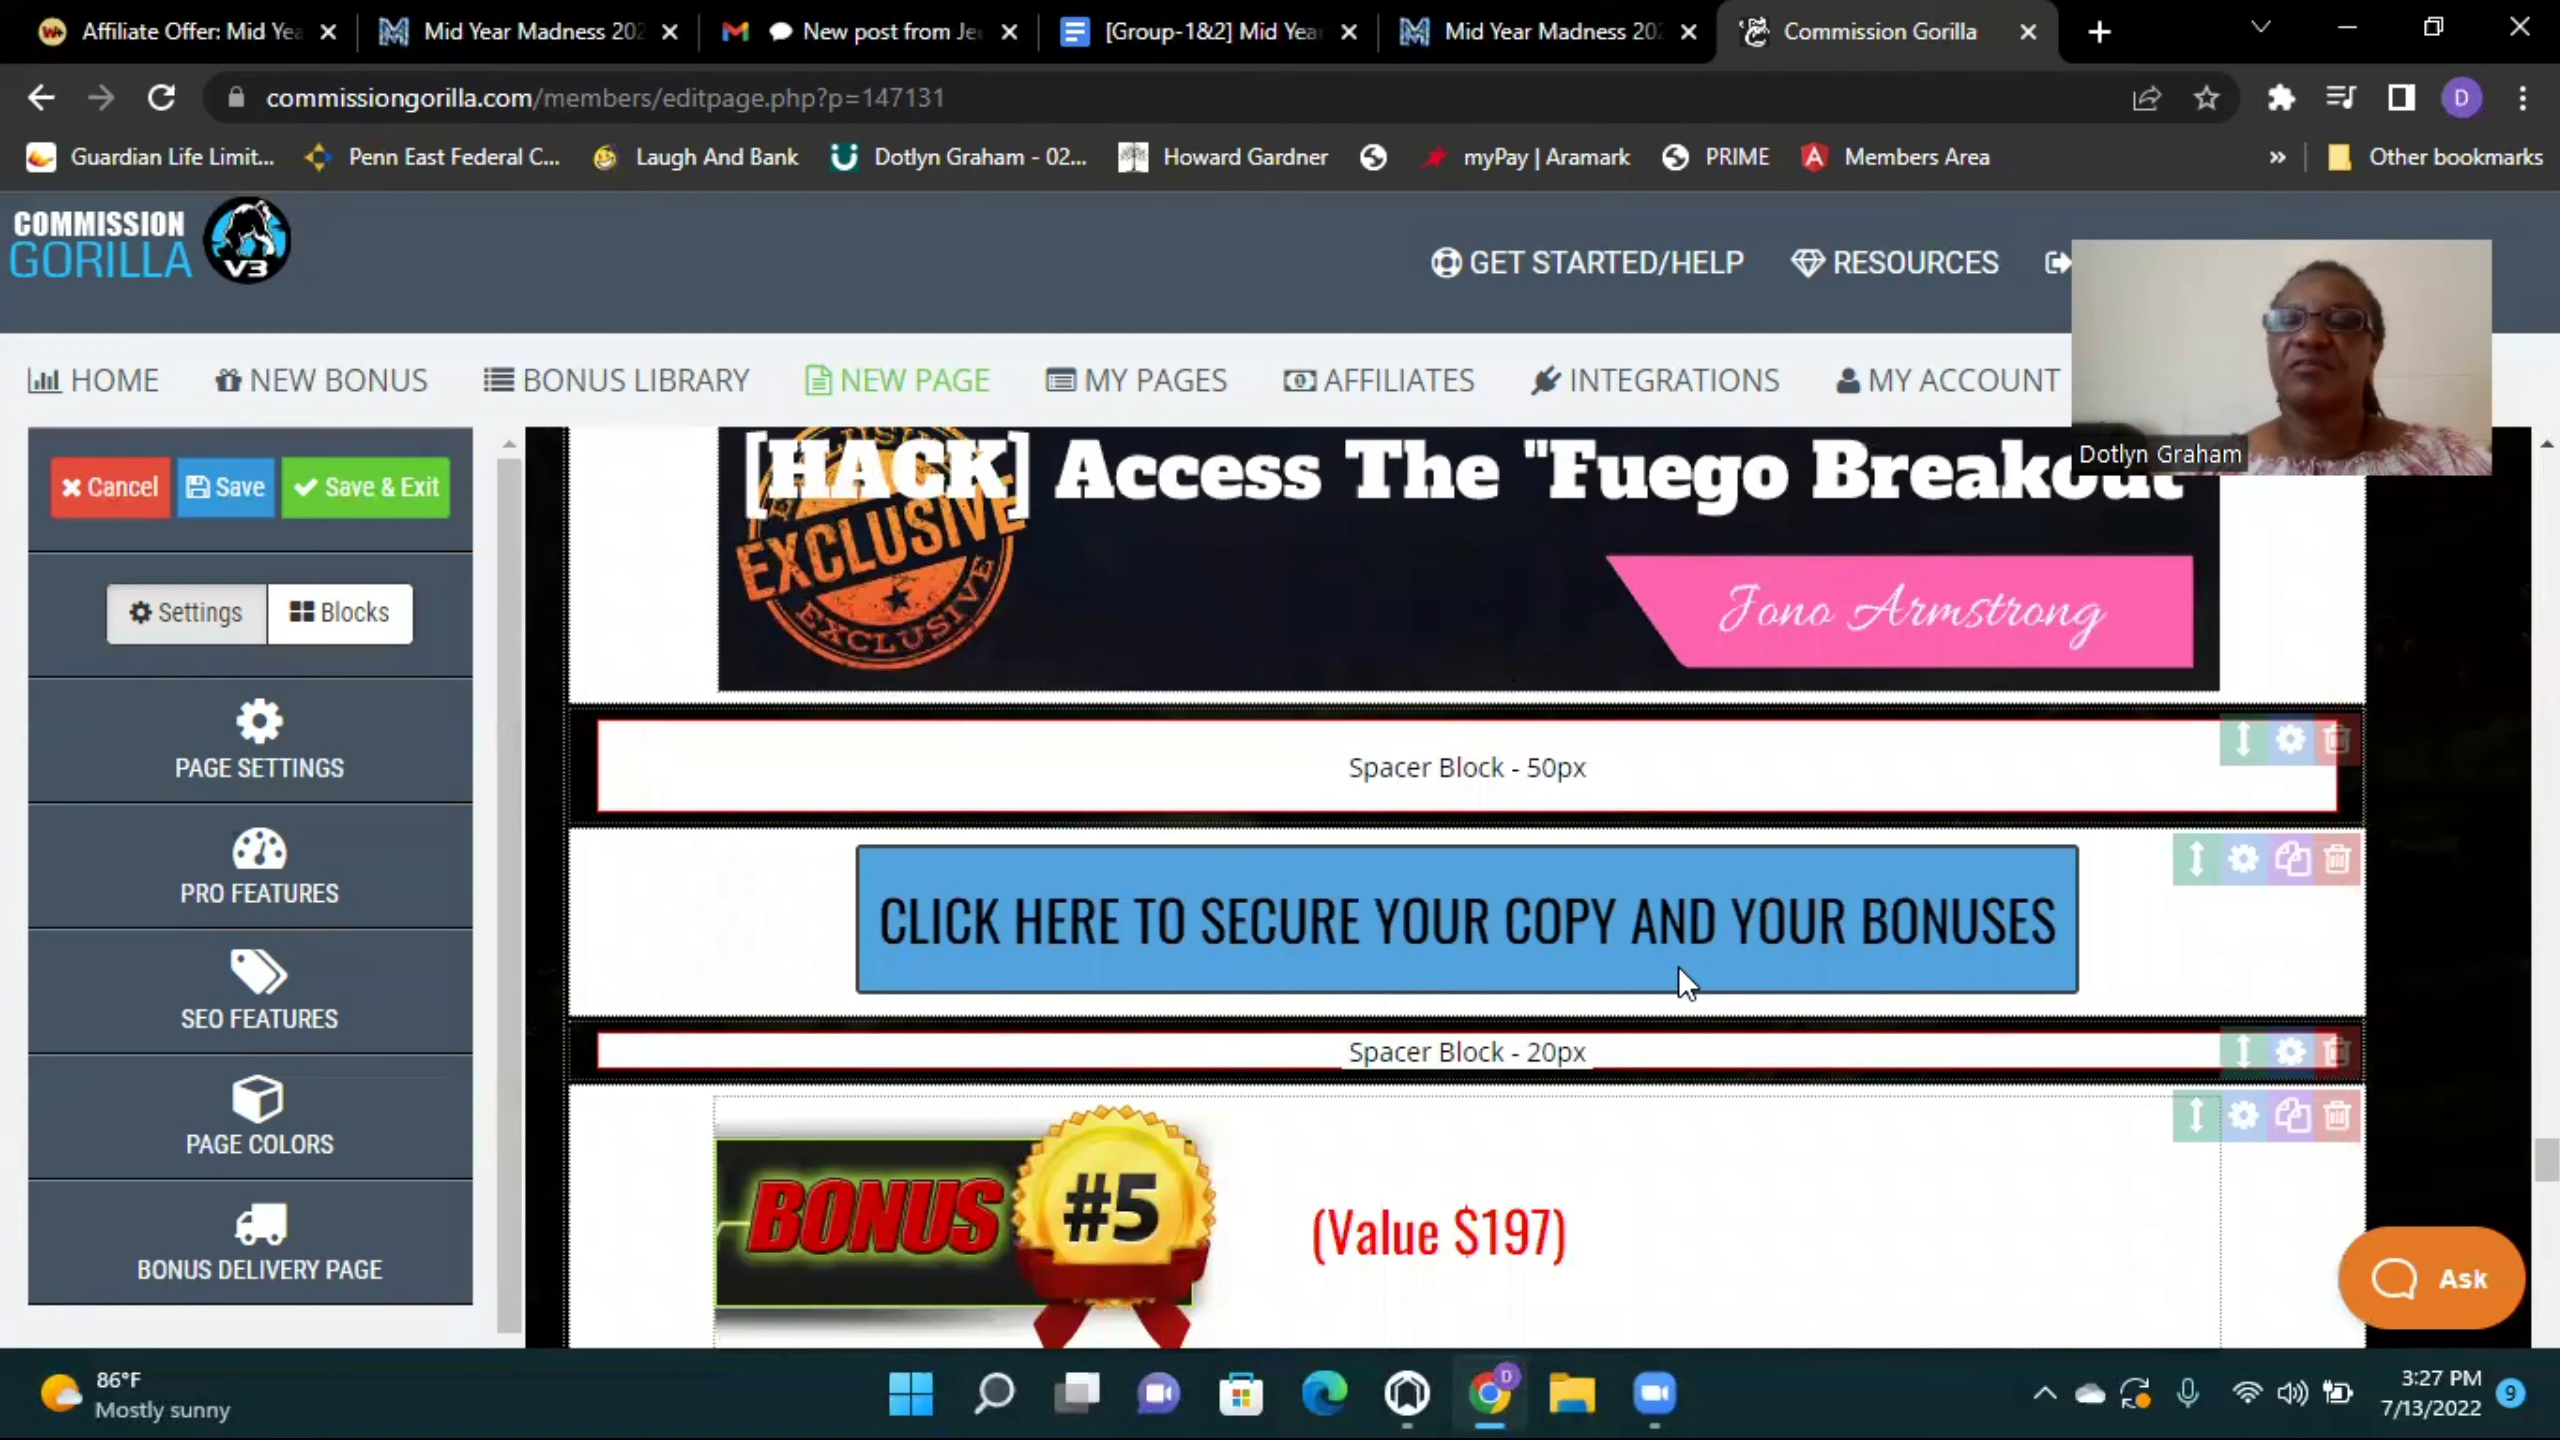 Affiliate Offer: Mid Yea
Mid Year Madness 202
New post from Je
[Group-1&2] Mid Year
Mid Year Madness 202
Commission Gorilla
commissiongorilla.com/members/editpage.php?p=147131
D
Guardian Life Limit...
Penn East Federal C...
Laugh And Bank
Dotlyn Graham - 02...
Howard Gardner
myPay | Aramark
PRIME
Members Area
»
Other bookmarks
COMMISSION
GORILLA
V3
GET STARTED/HELP
RESOURCES
HOME
NEW BONUS
BONUS LIBRARY
NEW PAGE
MY PAGES
AFFILIATES
INTEGRATIONS
MY ACCOUNT
Dotlyn Graham
Cancel
Save
Save & Exit
Settings
Blocks
PAGE SETTINGS
PRO FEATURES
SEO FEATURES
PAGE COLORS
BONUS DELIVERY PAGE
[HACK] Access The "Fuego Breakout"
EXCLUSIVE
EXCLUSIVE
Jono Armstrong
Spacer Block - 50px
CLICK HERE TO SECURE YOUR COPY AND YOUR BONUSES
Spacer Block - 20px
BONUS #5
(Value $197)
Ask
86°F
Mostly sunny
D
3:27 PM
7/13/2022
9